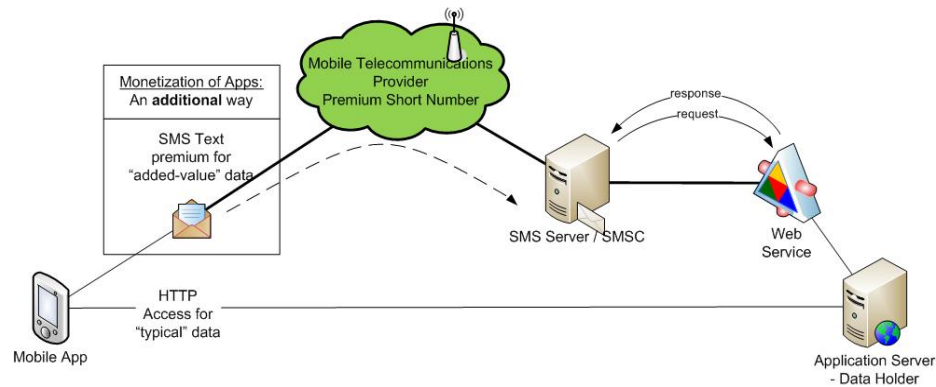 Mobile Telecommunications
Provider
Premium Short Number
Monetization of Apps:
An additional way
SMS Text
premium for
“added-value” data
response
request
SMS Server / SMSC
Web
Service
HTTP
Access for
“typical” data
Mobile App
Application Server
- Data Holder